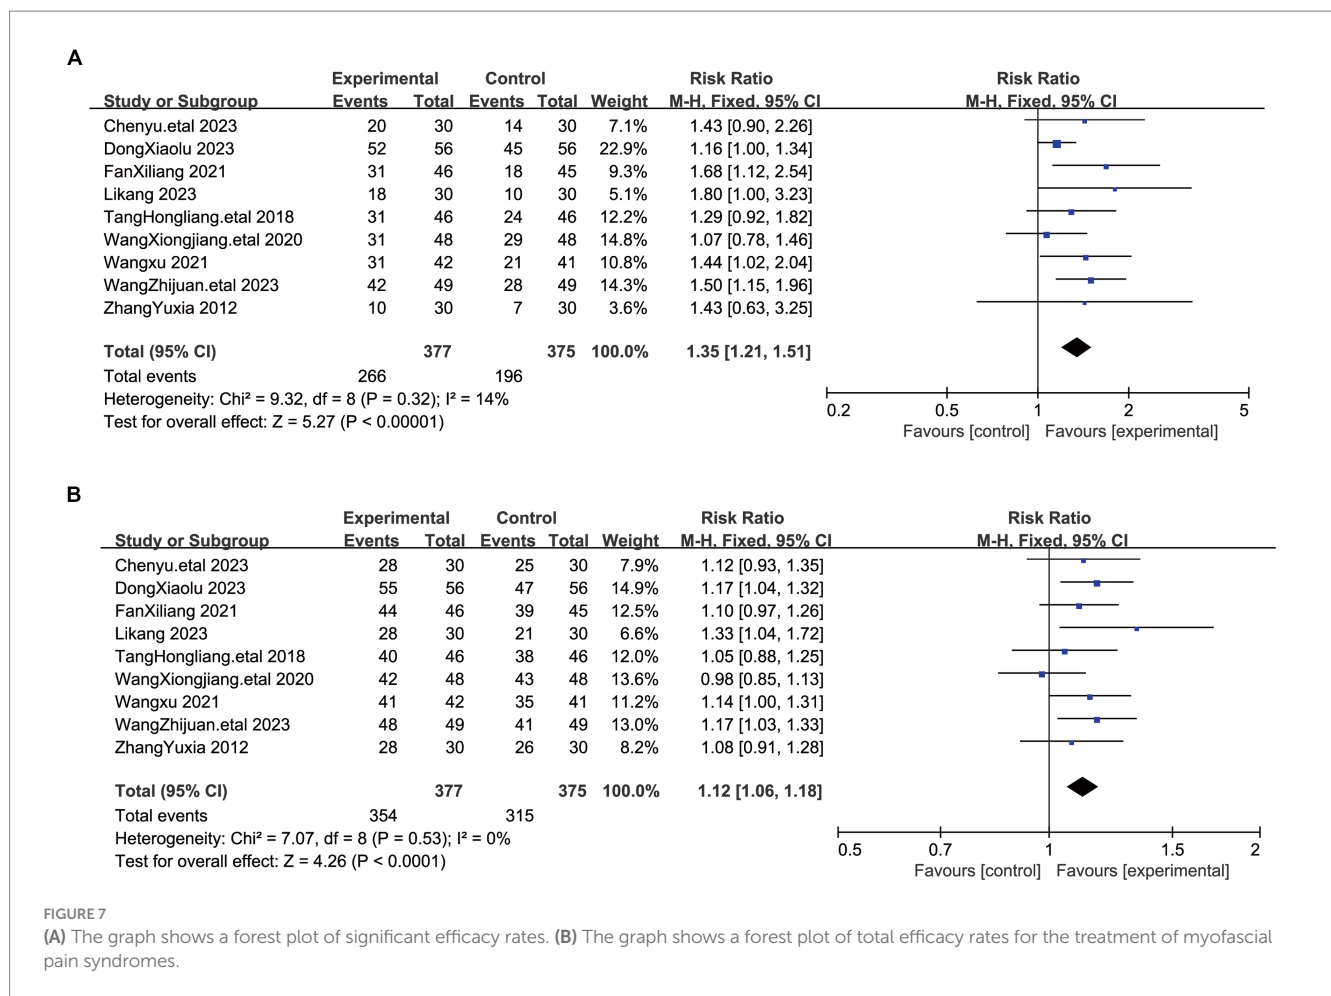 A
Experimental Control Risk Ratio Risk Ratio
Study or Subgroup Events Total Events Total Weight M-H, Fixed, 95% CI M-H, Fixed, 95% CI
Chenyu.etal 2023 20 30 14 30 7.1% 1.43 [0.90, 2.26]
DongXiaolu 2023 52 56 45 56 22.9% 1.16 [1.00, 1.34]
FanXiliang 2021 31 46 18 45 9.3% 1.68 [1.12, 2.54]
Likang 2023 18 30 10 30 5.1% 1.80 [1.00, 3.23]
TangHongliang.etal 2018 31 46 24 46 12.2% 1.29 [0.92, 1.82]
WangXiongjiang.etal 2020 31 48 29 48 14.8% 1.07 [0.78, 1.46]
Wangxu 2021 31 42 21 41 10.8% 1.44 [1.02, 2.04]
WangZhijuan.etal 2023 42 49 28 49 14.3% 1.50 [1.15, 1.96]
ZhangYuxia 2012 10 30 7 30 3.6% 1.43 [0.63, 3.25]
Total (95% CI) 377 375 100.0% 1.35 [1.21, 1.51]
Total events 266 196
Heterogeneity: Chi² = 9.32, df = 8 (P = 0.32); I² = 14%
Test for overall effect: Z = 5.27 (P < 0.00001)
0.2 0.5 1 2 5
Favours [control] Favours [experimental]
B
Experimental Control Risk Ratio Risk Ratio
Study or Subgroup Events Total Events Total Weight M-H, Fixed, 95% CI M-H, Fixed, 95% CI
Chenyu.etal 2023 28 30 25 30 7.9% 1.12 [0.93, 1.35]
DongXiaolu 2023 55 56 47 56 14.9% 1.17 [1.04, 1.32]
FanXiliang 2021 44 46 39 45 12.5% 1.10 [0.97, 1.26]
Likang 2023 28 30 21 30 6.6% 1.33 [1.04, 1.72]
TangHongliang.etal 2018 40 46 38 46 12.0% 1.05 [0.88, 1.25]
WangXiongjiang.etal 2020 42 48 43 48 13.6% 0.98 [0.85, 1.13]
Wangxu 2021 41 42 35 41 11.2% 1.14 [1.00, 1.31]
WangZhijuan.etal 2023 48 49 41 49 13.0% 1.17 [1.03, 1.33]
ZhangYuxia 2012 28 30 26 30 8.2% 1.08 [0.91, 1.28]
Total (95% CI) 377 375 100.0% 1.12 [1.06, 1.18]
Total events 354 315
Heterogeneity: Chi² = 7.07, df = 8 (P = 0.53); I² = 0%
Test for overall effect: Z = 4.26 (P < 0.0001)
0.5 0.7 1 1.5 2
Favours [control] Favours [experimental]
FIGURE 7
(A) The graph shows a forest plot of significant efficacy rates. (B) The graph shows a forest plot of total efficacy rates for the treatment of myofascial
pain syndromes.